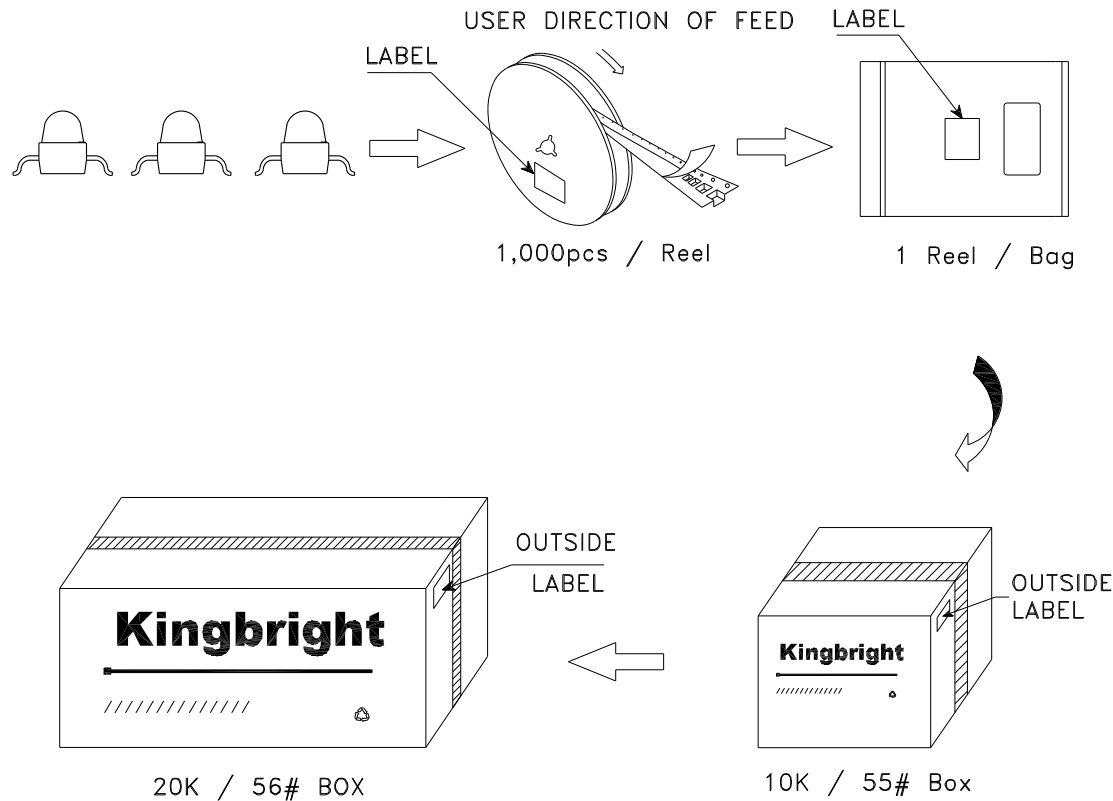 USER DIRECTION OF FEED
LABEL
LABEL
1,000pcs / Reel
1 Reel / Bag
OUTSIDE
LABEL
OUTSIDE
LABEL
Kingbright
Kingbright
20K / 56# BOX
10K / 55# Box